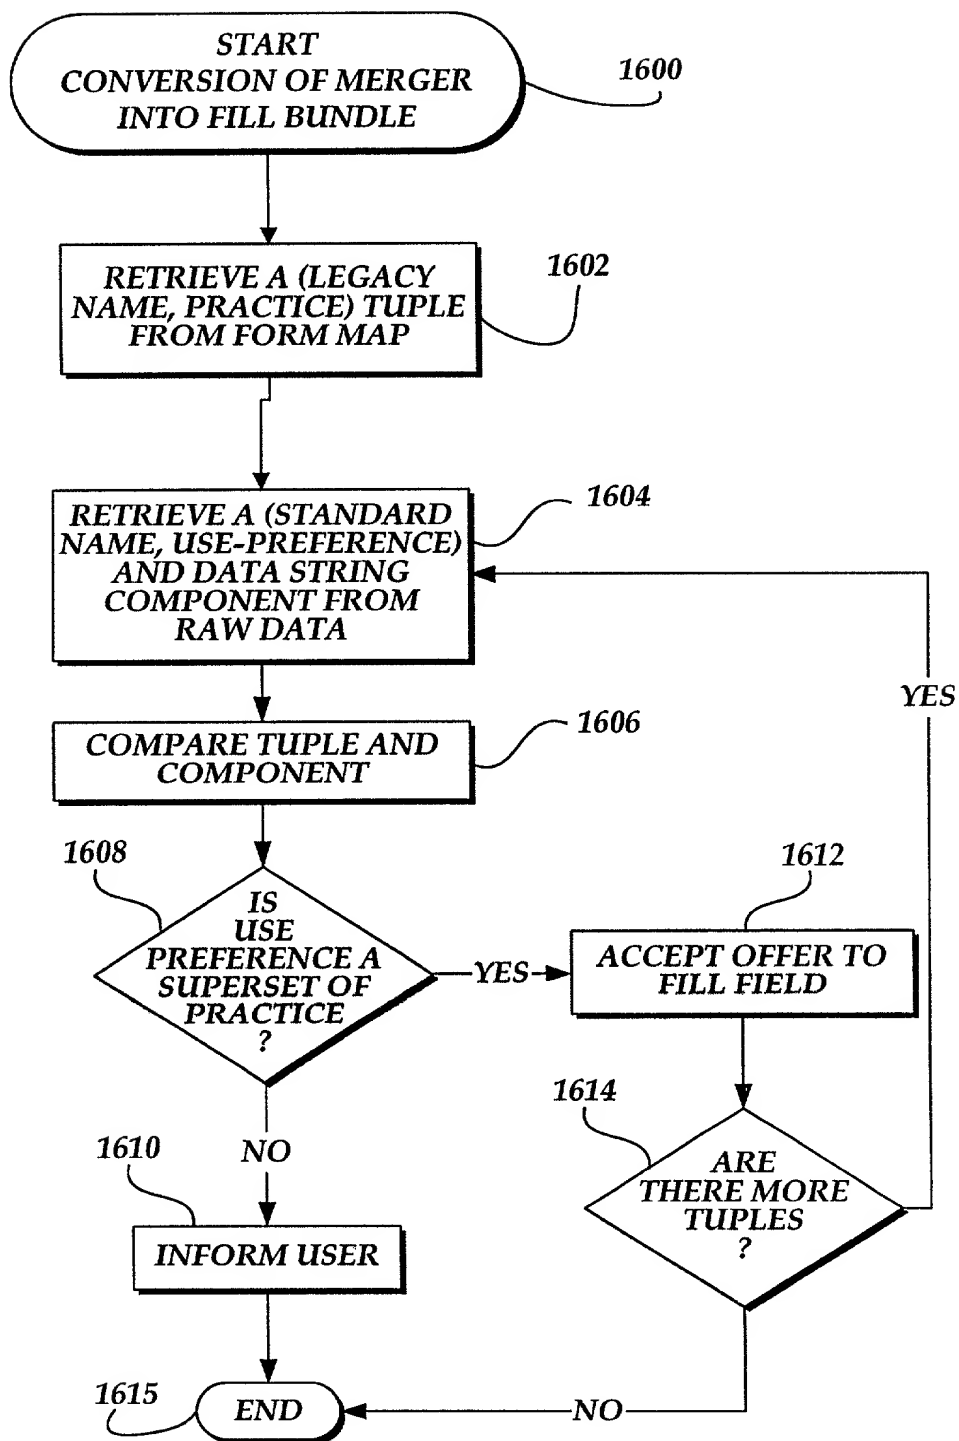 START
CONVERSION OF MERGER
INTO FILL BUNDLE
1600
RETRIEVE A (LEGACY
NAME, PRACTICE) TUPLE
FROM FORM MAP
1602
RETRIEVE A (STANDARD
NAME, USE-PREFERENCE)
AND DATA STRING
COMPONENT FROM
RAW DATA
1604
YES
COMPARE TUPLE AND
COMPONENT
1606
1608
IS
USE
PREFERENCE A
SUPERSET OF
PRACTICE
?
YES
1612
ACCEPT OFFER TO
FILL FIELD
1614
ARE
THERE MORE
TUPLES
?
NO
1610
INFORM USER
1615
END
NO